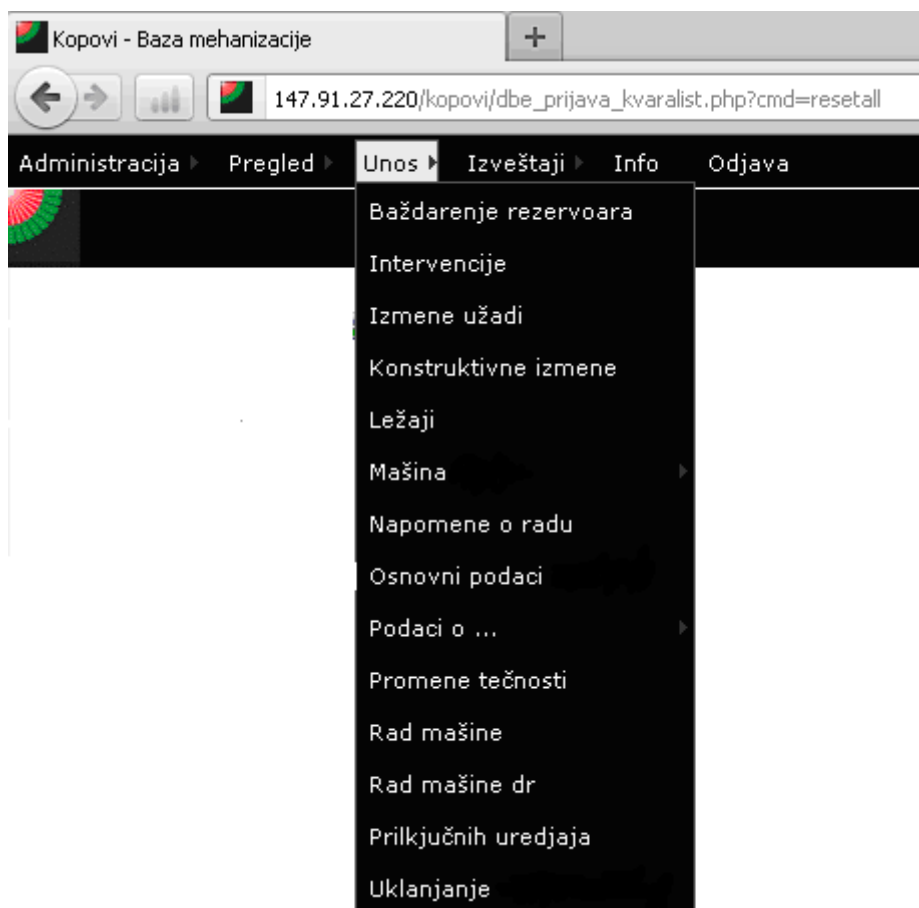 Kopovi - Baza mehanizacije
147.91.27.220/kopovi/dbe_prijava_kvaralist.php?cmd=resetall
Administracija Pregled Unos Izveštaji Info Odjava
Baždarenje rezervoara
Intervencije
Izmene užadi
Konstruktivne izmene
Ležaji
Mašina
Napomene o radu
Osnovni podaci
Podaci o ...
Promene tečnosti
Rad mašine
Rad mašine dr
Prilkjučnih uredjaja
Uklanjanje